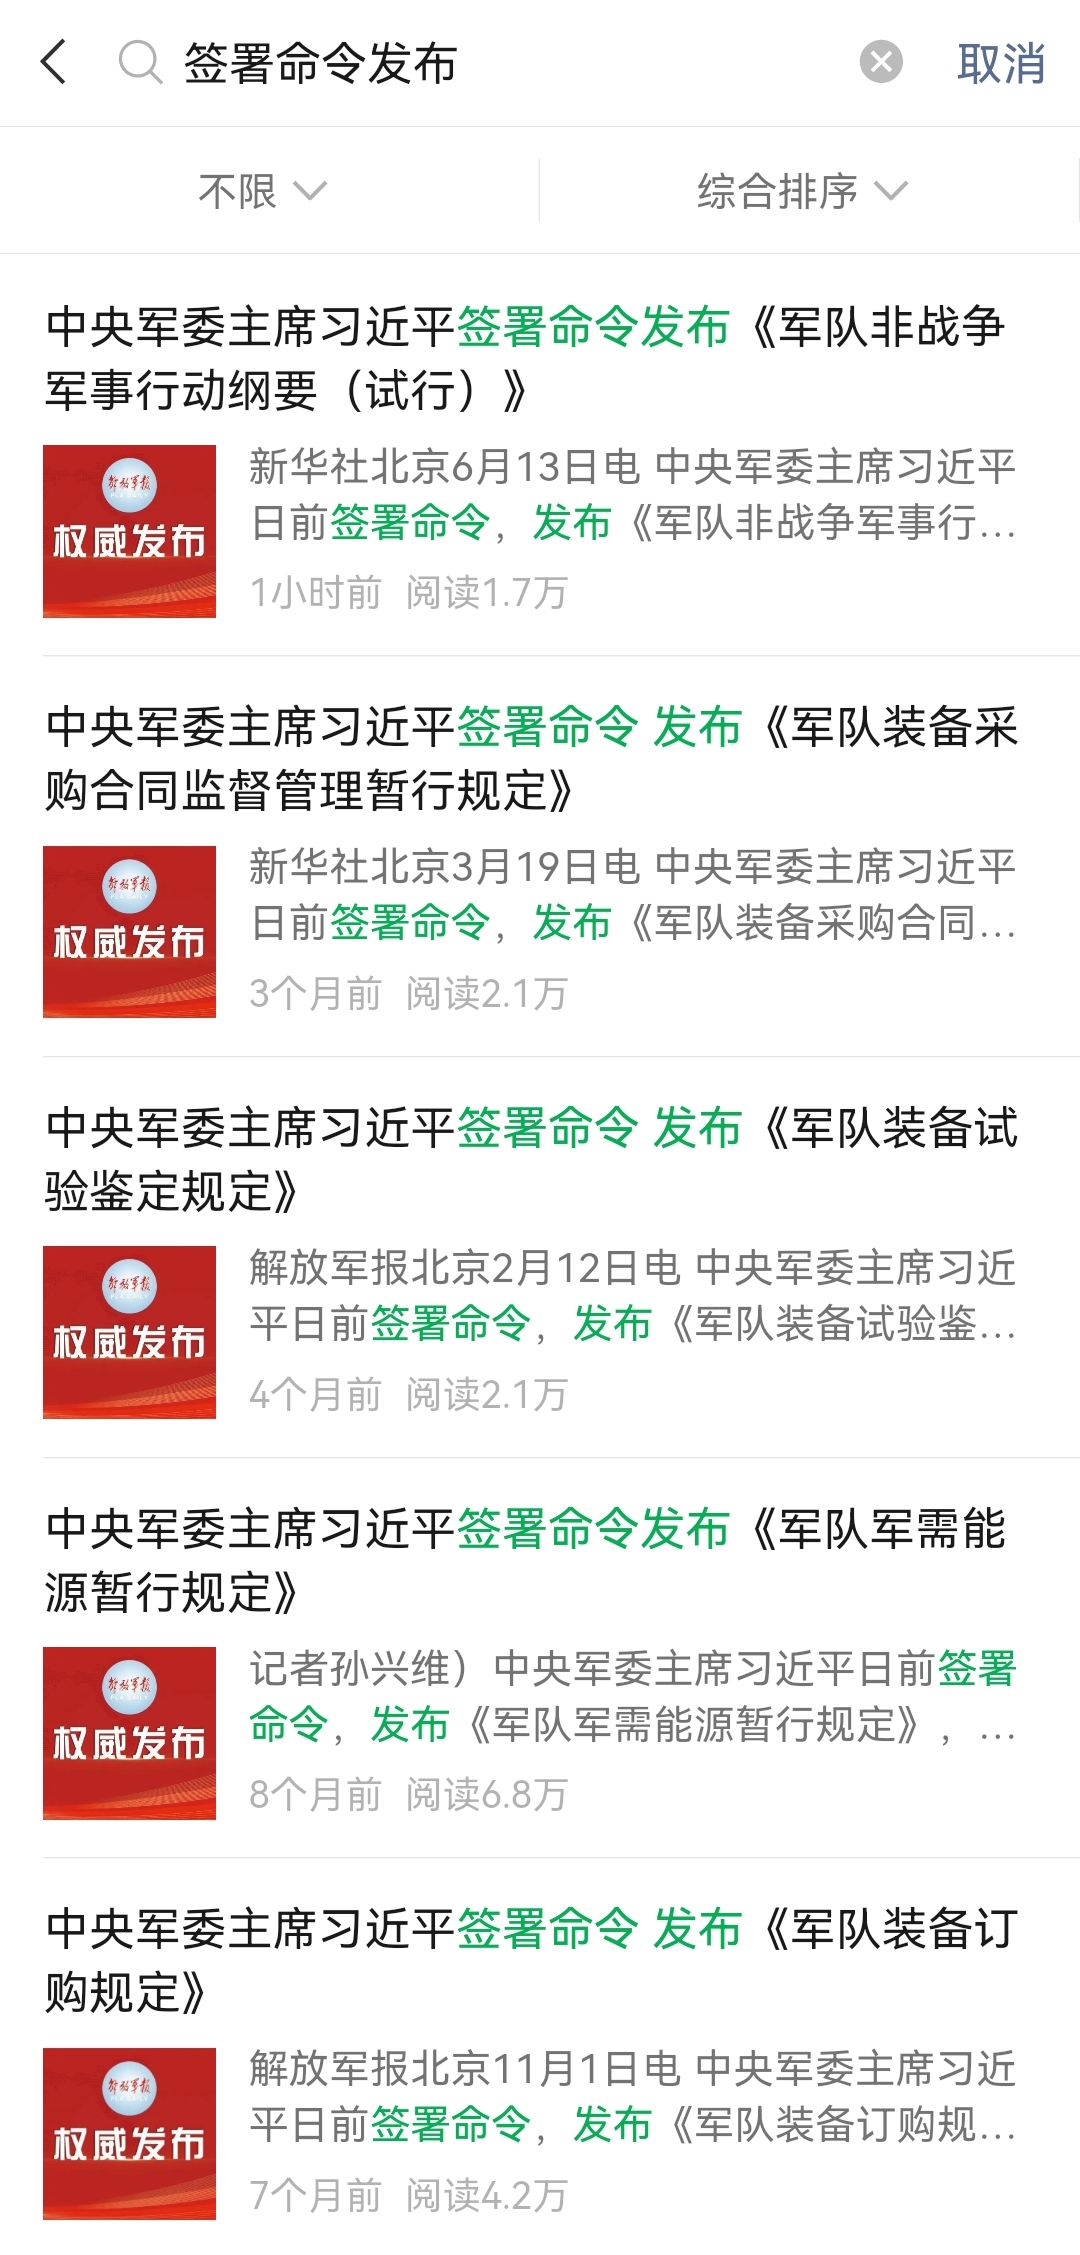 签署命令发布
取消
不限
综合排序
中央军委主席习近平签署命令发布《军队非战争
军事行动纲要（试行）》
解放军报
权威发布
新华社北京6月13日电 中央军委主席习近平
日前签署命令，发布《军队非战争军事行...
1小时前 阅读1.7万
中央军委主席习近平签署命令 发布《军队装备采
购合同监督管理暂行规定》
解放军报
权威发布
新华社北京3月19日电 中央军委主席习近平
日前签署命令，发布《军队装备采购合同...
3个月前 阅读2.1万
中央军委主席习近平签署命令 发布《军队装备试
验鉴定规定》
解放军报
权威发布
解放军报北京2月12日电 中央军委主席习近
平日前签署命令，发布《军队装备试验鉴...
4个月前 阅读2.1万
中央军委主席习近平签署命令发布《军队军需能
源暂行规定》
解放军报
权威发布
记者孙兴维）中央军委主席习近平日前签署
命令，发布《军队军需能源暂行规定》，...
8个月前 阅读6.8万
中央军委主席习近平签署命令 发布《军队装备订
购规定》
解放军报
权威发布
解放军报北京11月1日电 中央军委主席习近
平日前签署命令，发布《军队装备订购规...
7个月前 阅读4.2万